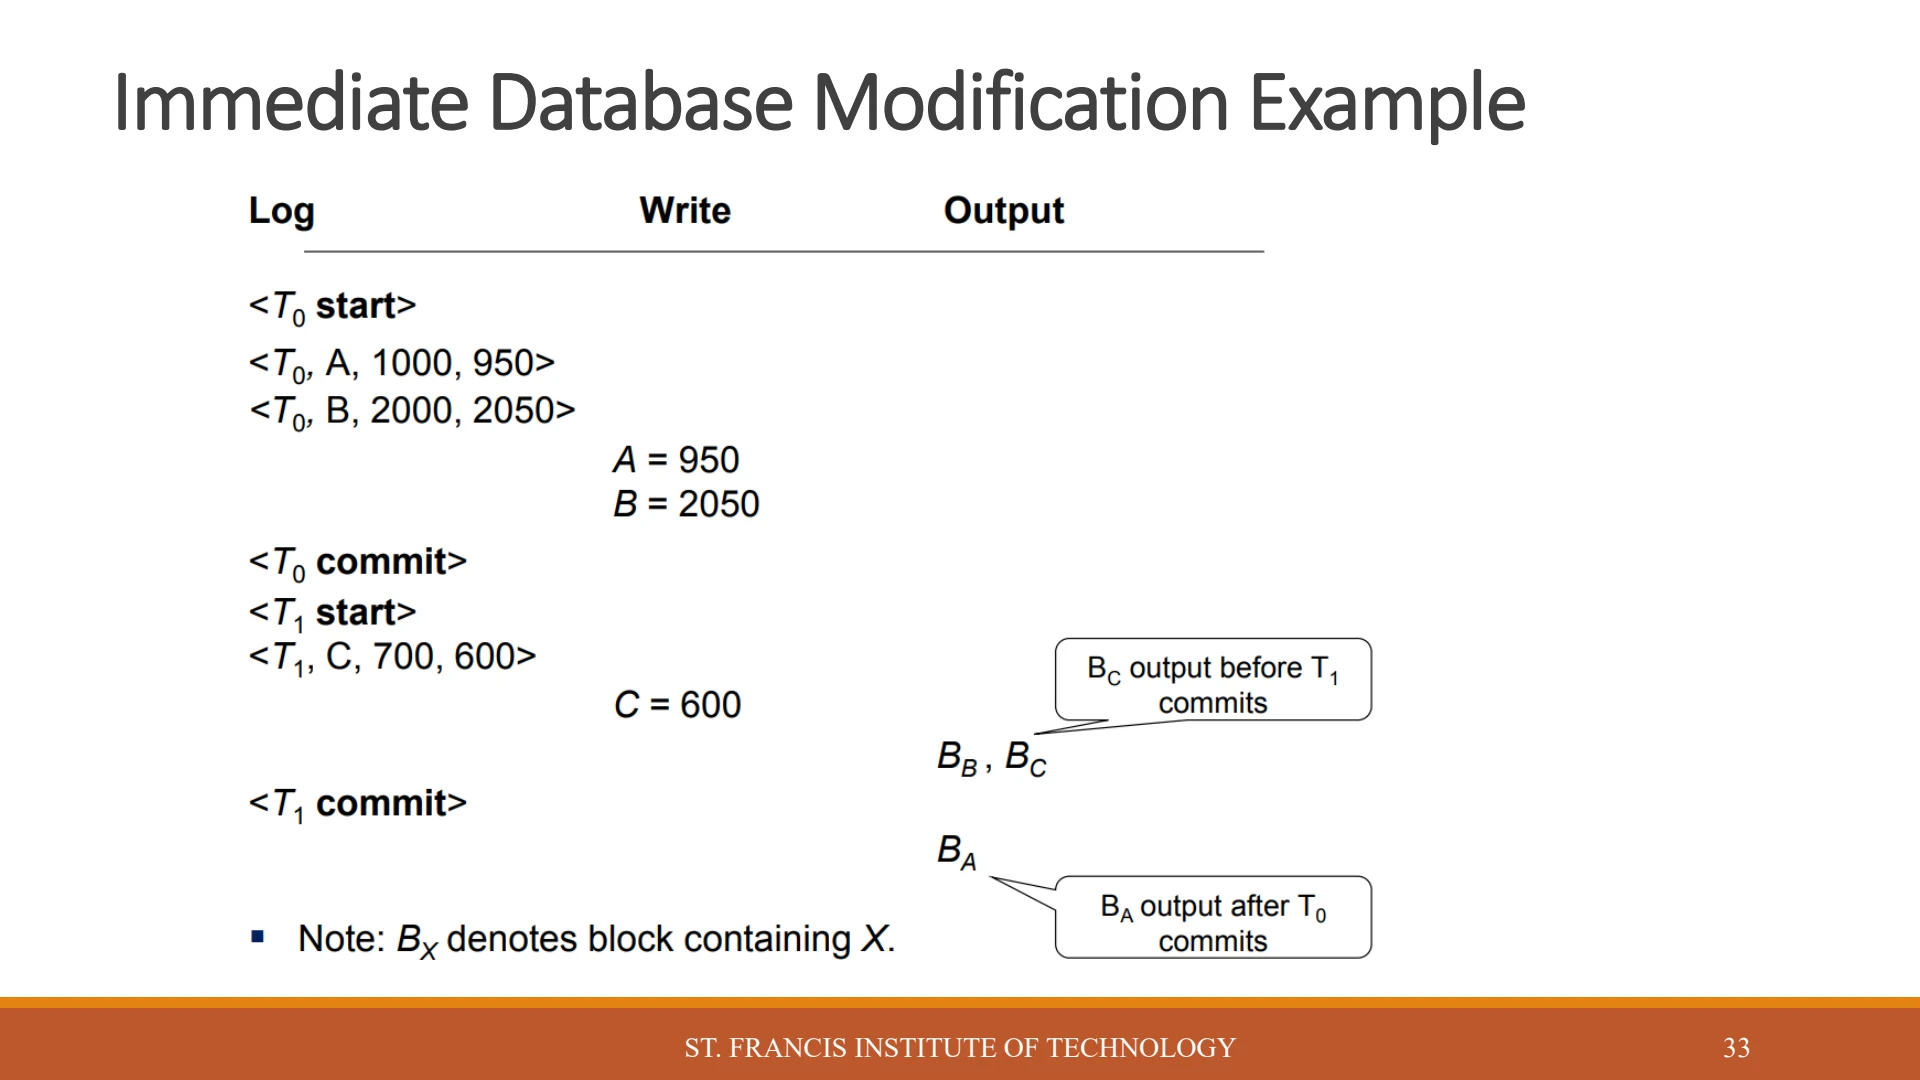 Immediate Database Modification Example
Log Write Output
<T0 start>
<T0, A, 1000, 950>
<T0, B, 2000, 2050>
A = 950
B = 2050
<T0 commit>
<T1 start>
<T1, C, 700, 600>
BC output before T1
commits
C = 600
BB , BC
<T1 commit>
BA
BA output after T0
commits
▪ Note: BX denotes block containing X.
ST. FRANCIS INSTITUTE OF TECHNOLOGY 33